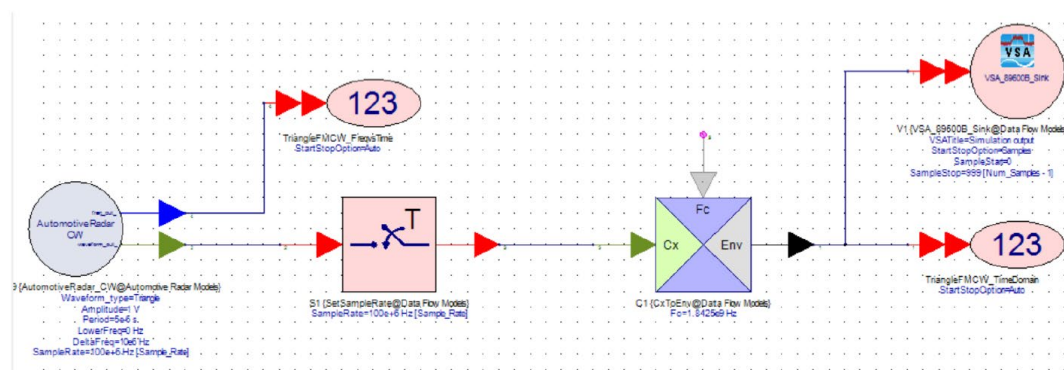 VSA
VSA_89600B_Sink
123
TriangleFMCW_FreqvsTime
StartStopOption=Auto
V1 {VSA_89600B_Sink@Data Flow Models
VSATitle=Simulation output
StartStopOption=Samples
SampleStart=0
SampleStop=999 [Num_Samples - 1]
freq_out
AutomotiveRadar
CW
waveform_out
T
Fc
Cx
Env
123
9 {AutomotiveRadar_CW@Automotive Radar Models}
Waveform_type=Triangle
Amplitude=1 V
Period=5e-6 s
LowerFreq=0 Hz
DeltaFreq=10e6 Hz
SampleRate=100e+6 Hz [Sample_Rate]
S1 {SetSampleRate@Data Flow Models}
SampleRate=100e+6 Hz [Sample_Rate]
C1 {CxToEnv@Data Flow Models}
Fc=1.8425e9 Hz
TriangleFMCW_TimeDomain
StartStopOption=Auto